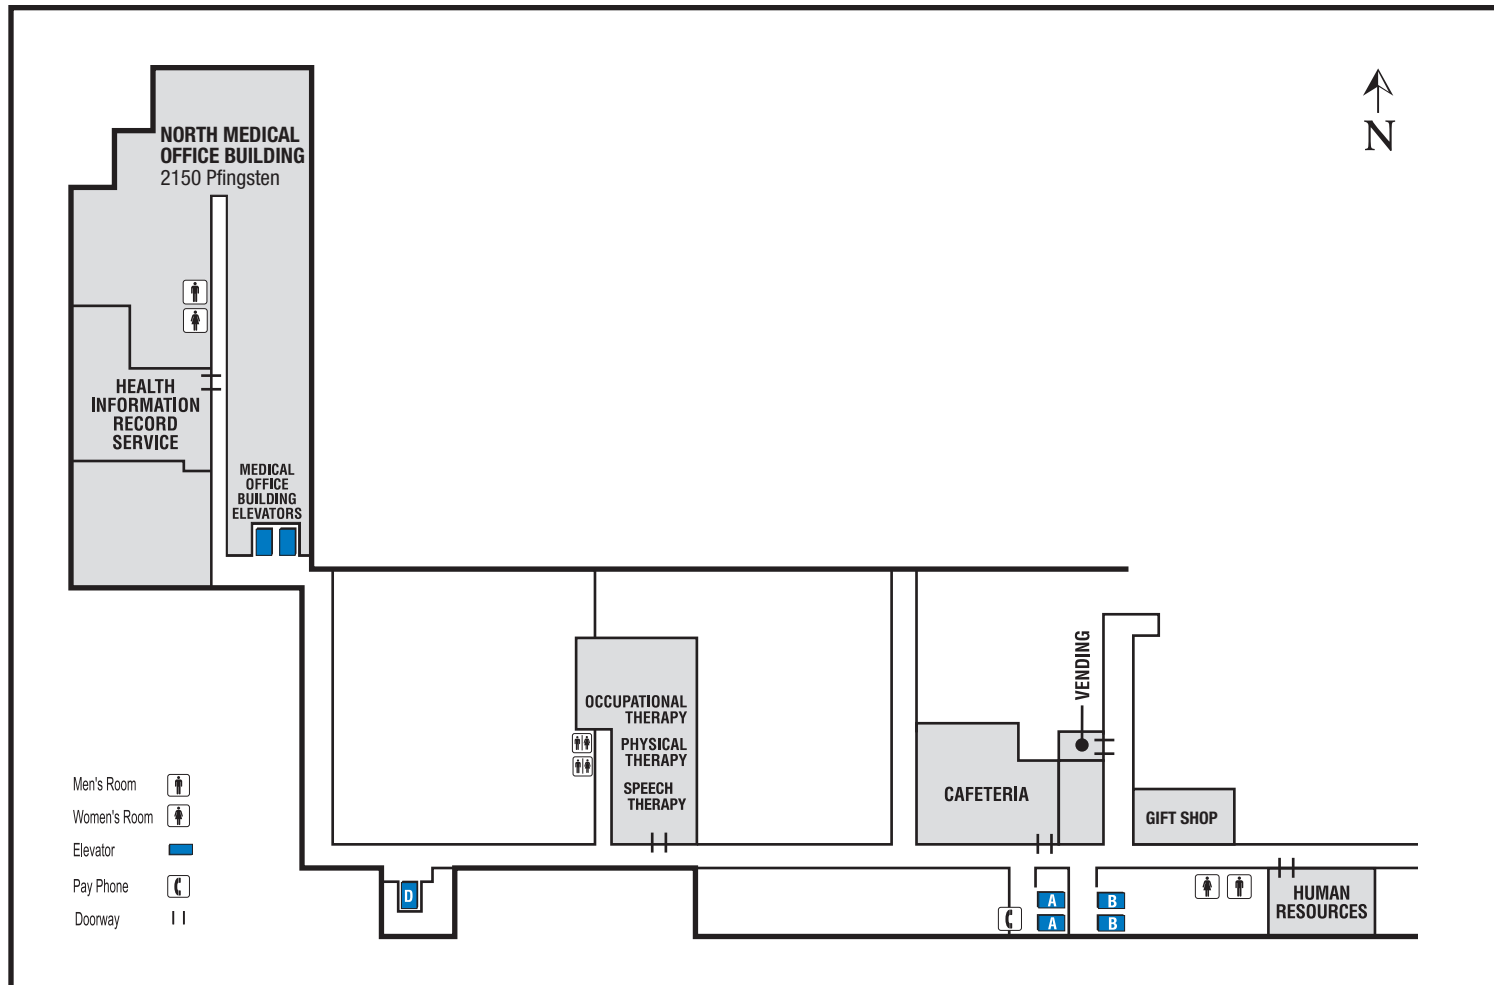 NORTH MEDICAL
OFFICE BUILDING
2150 Pfingsten
N
HEALTH
INFORMATION
RECORD
SERVICE
MEDICAL
OFFICE
BUILDING
ELEVATORS
VENDING
OCCUPATIONAL
THERAPY
PHYSICAL
THERAPY
SPEECH
THERAPY
CAFETERIA
GIFT SHOP
Men's Room
Women's Room
Elevator
Pay Phone
Doorway
D
A
B
A
B
HUMAN
RESOURCES